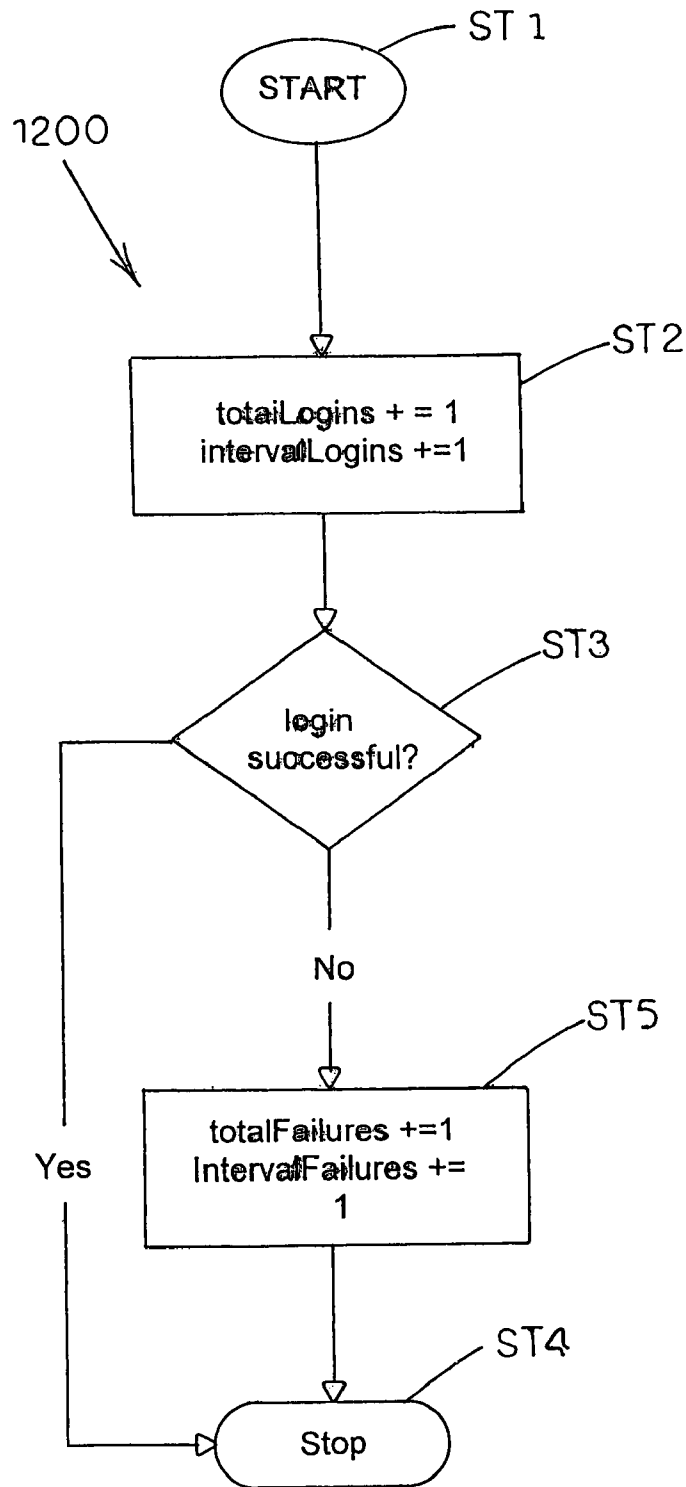 ST 1
START
1200
ST2
totalLogins + = 1
intervalLogins +=1
ST3
login
successful?
No
ST5
totalFailures +=1
IntervalFailures +=
1
Yes
ST4
Stop